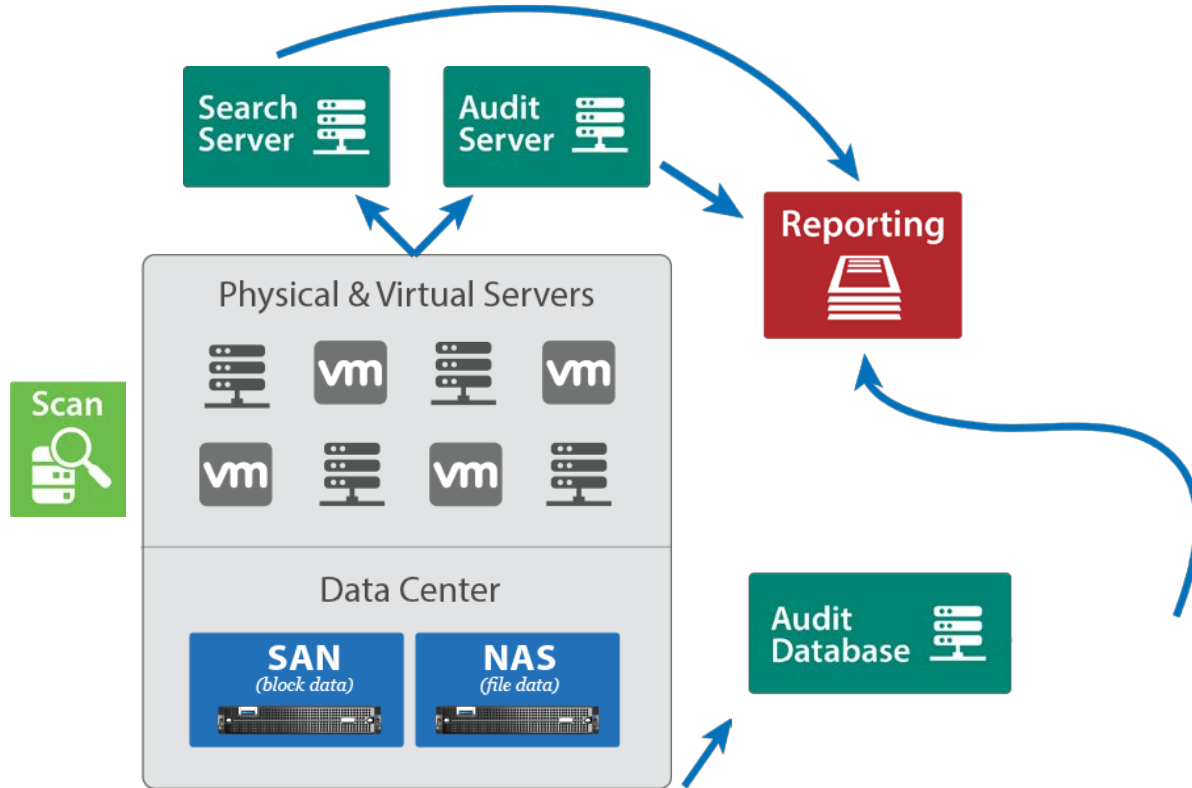 Search
Server
Audit
Server
Reporting
Physical & Virtual Servers
vm
vm
Scan
vm
vm
Data Center
SAN
(block data)
NAS
(file data)
Audit
Database